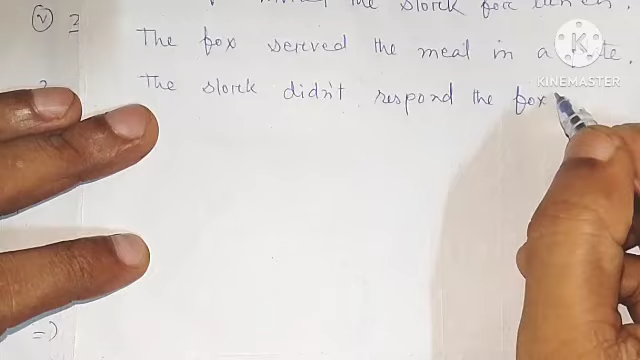 the stork for lunch.
(v) ? The fox served the meal in a
KINEMASTER
The stork didn't respond the fox
=)